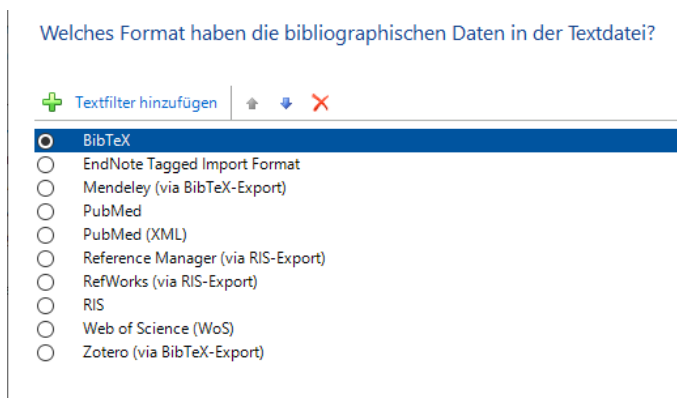 Welches Format haben die bibliographischen Daten in der Textdatei?
Textfilter hinzufügen
BibTeX
EndNote Tagged Import Format
Mendeley (via BibTeX-Export)
PubMed
PubMed (XML)
Reference Manager (via RIS-Export)
RefWorks (via RIS-Export)
RIS
Web of Science (WoS)
Zotero (via BibTeX-Export)